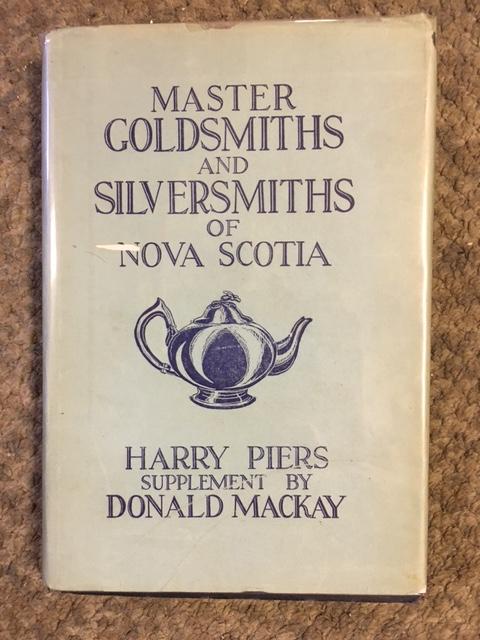 MASTER
GOLDSMITHS
AND
SILVERSMITHS
OF
NOVA SCOTIA
HARRY PIERS
SUPPLEMENT BY
DONALD MACKAY